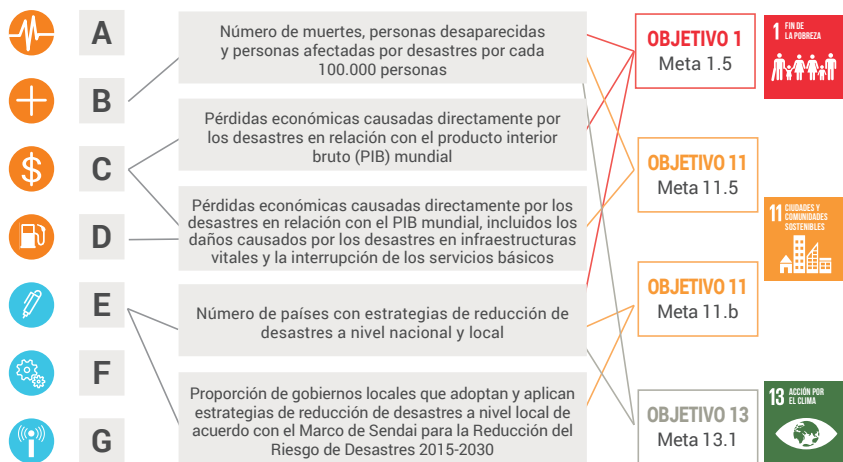 A
B
C
D
E
F
G
Número de muertes, personas desaparecidas
y personas afectadas por desastres por cada
100.000 personas
Pérdidas económicas causadas directamente por
los desastres en relación con el producto interior
bruto (PIB) mundial
Pérdidas económicas causadas directamente por los
desastres en relación con el PIB mundial, incluidos los
daños causados por los desastres en infraestructuras
vitales y la interrupción de los servicios básicos
Número de países con estrategias de reducción de
desastres a nivel nacional y local
Proporción de gobiernos locales que adoptan y aplican
estrategias de reducción de desastres a nivel local de
acuerdo con el Marco de Sendai para la Reducción del
Riesgo de Desastres 2015-2030
OBJETIVO 1
Meta 1.5
OBJETIVO 11
Meta 11.5
OBJETIVO 11
Meta 11.b
OBJETIVO 13
Meta 13.1
1 FIN DE
LA POBREZA
11 CIUDADES Y
COMUNIDADES
SOSTENIBLES
13 ACCIÓN POR
EL CLIMA